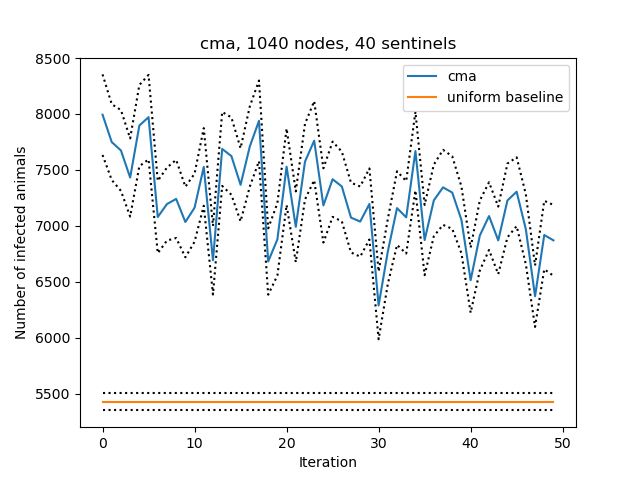 cma, 1040 nodes, 40 sentinels
cma
uniform baseline
Number of infected animals
8500
8000
7500
7000
6500
6000
5500
0 10 20 30 40 50
Iteration